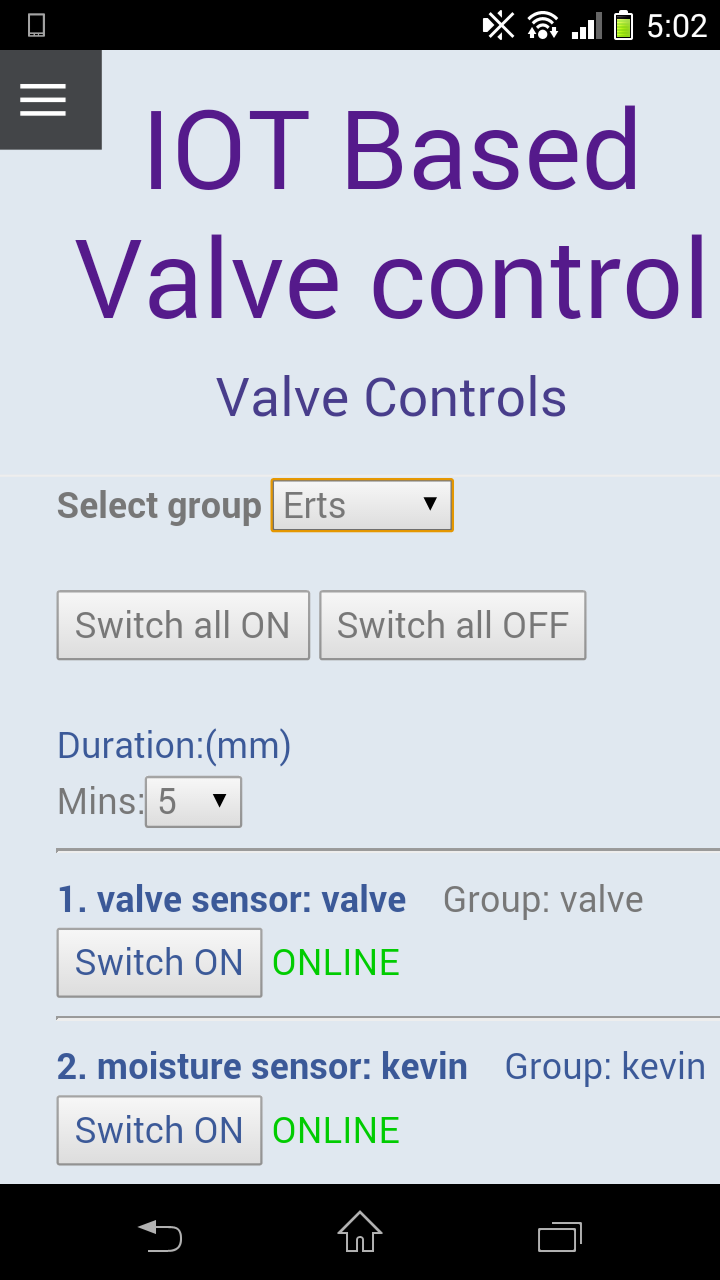 5:02
IOT Based
Valve control
Valve Controls
Select group Erts
Switch all ON Switch all OFF
Duration:(mm)
Mins: 5
1. valve sensor: valve Group: valve
Switch ON ONLINE
2. moisture sensor: kevin Group: kevin
Switch ON ONLINE